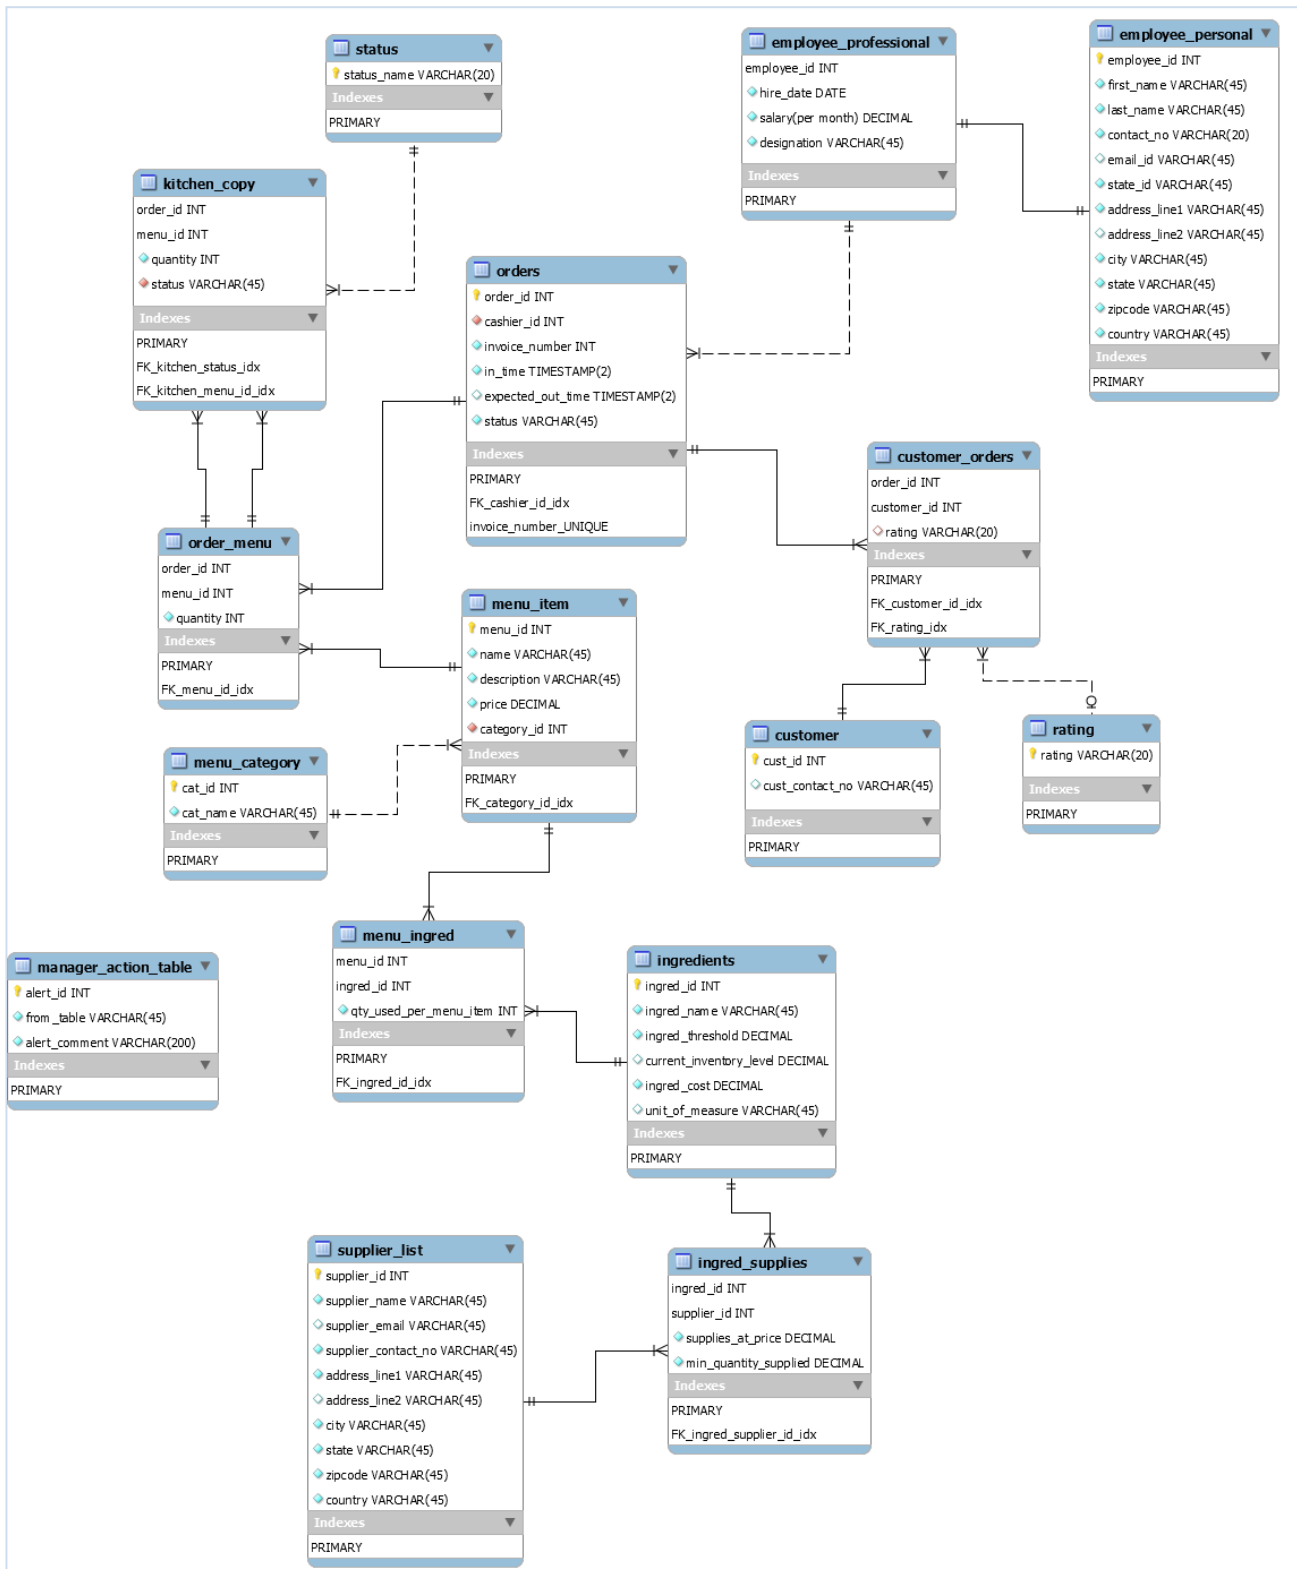 status
status_name VARCHAR(20)
Indexes
PRIMARY
employee_professional
employee_id INT
hire_date DATE
salary(per month) DECIMAL
designation VARCHAR(45)
Indexes
PRIMARY
employee_personal
employee_id INT
first_name VARCHAR(45)
last_name VARCHAR(45)
contact_no VARCHAR(20)
email_id VARCHAR(45)
state_id VARCHAR(45)
address_line1 VARCHAR(45)
address_line2 VARCHAR(45)
city VARCHAR(45)
state VARCHAR(45)
zipcode VARCHAR(45)
country VARCHAR(45)
Indexes
PRIMARY
kitchen_copy
order_id INT
menu_id INT
quantity INT
status VARCHAR(45)
Indexes
PRIMARY
FK_kitchen_status_idx
FK_kitchen_menu_id_idx
orders
order_id INT
cashier_id INT
invoice_number INT
in_time TIMESTAMP(2)
expected_out_time TIMESTAMP(2)
status VARCHAR(45)
Indexes
PRIMARY
FK_cashier_id_idx
invoice_number_UNIQUE
customer_orders
order_id INT
customer_id INT
rating VARCHAR(20)
Indexes
PRIMARY
FK_customer_id_idx
FK_rating_idx
order_menu
order_id INT
menu_id INT
quantity INT
Indexes
PRIMARY
FK_menu_id_idx
menu_item
menu_id INT
name VARCHAR(45)
description VARCHAR(45)
price DECIMAL
category_id INT
Indexes
PRIMARY
FK_category_id_idx
menu_category
cat_id INT
cat_name VARCHAR(45)
Indexes
PRIMARY
customer
cust_id INT
cust_contact_no VARCHAR(45)
Indexes
PRIMARY
rating
rating VARCHAR(20)
Indexes
PRIMARY
manager_action_table
alert_id INT
from_table VARCHAR(45)
alert_comment VARCHAR(200)
Indexes
PRIMARY
menu_ingred
menu_id INT
ingred_id INT
qty_used_per_menu_item INT
Indexes
PRIMARY
FK_ingred_id_idx
ingredients
ingred_id INT
ingred_name VARCHAR(45)
ingred_threshold DECIMAL
current_inventory_level DECIMAL
ingred_cost DECIMAL
unit_of_measure VARCHAR(45)
Indexes
PRIMARY
supplier_list
supplier_id INT
supplier_name VARCHAR(45)
supplier_email VARCHAR(45)
supplier_contact_no VARCHAR(45)
address_line1 VARCHAR(45)
address_line2 VARCHAR(45)
city VARCHAR(45)
state VARCHAR(45)
zipcode VARCHAR(45)
country VARCHAR(45)
Indexes
PRIMARY
ingred_supplies
ingred_id INT
supplier_id INT
supplies_at_price DECIMAL
min_quantity_supplied DECIMAL
Indexes
PRIMARY
FK_ingred_supplier_id_idx